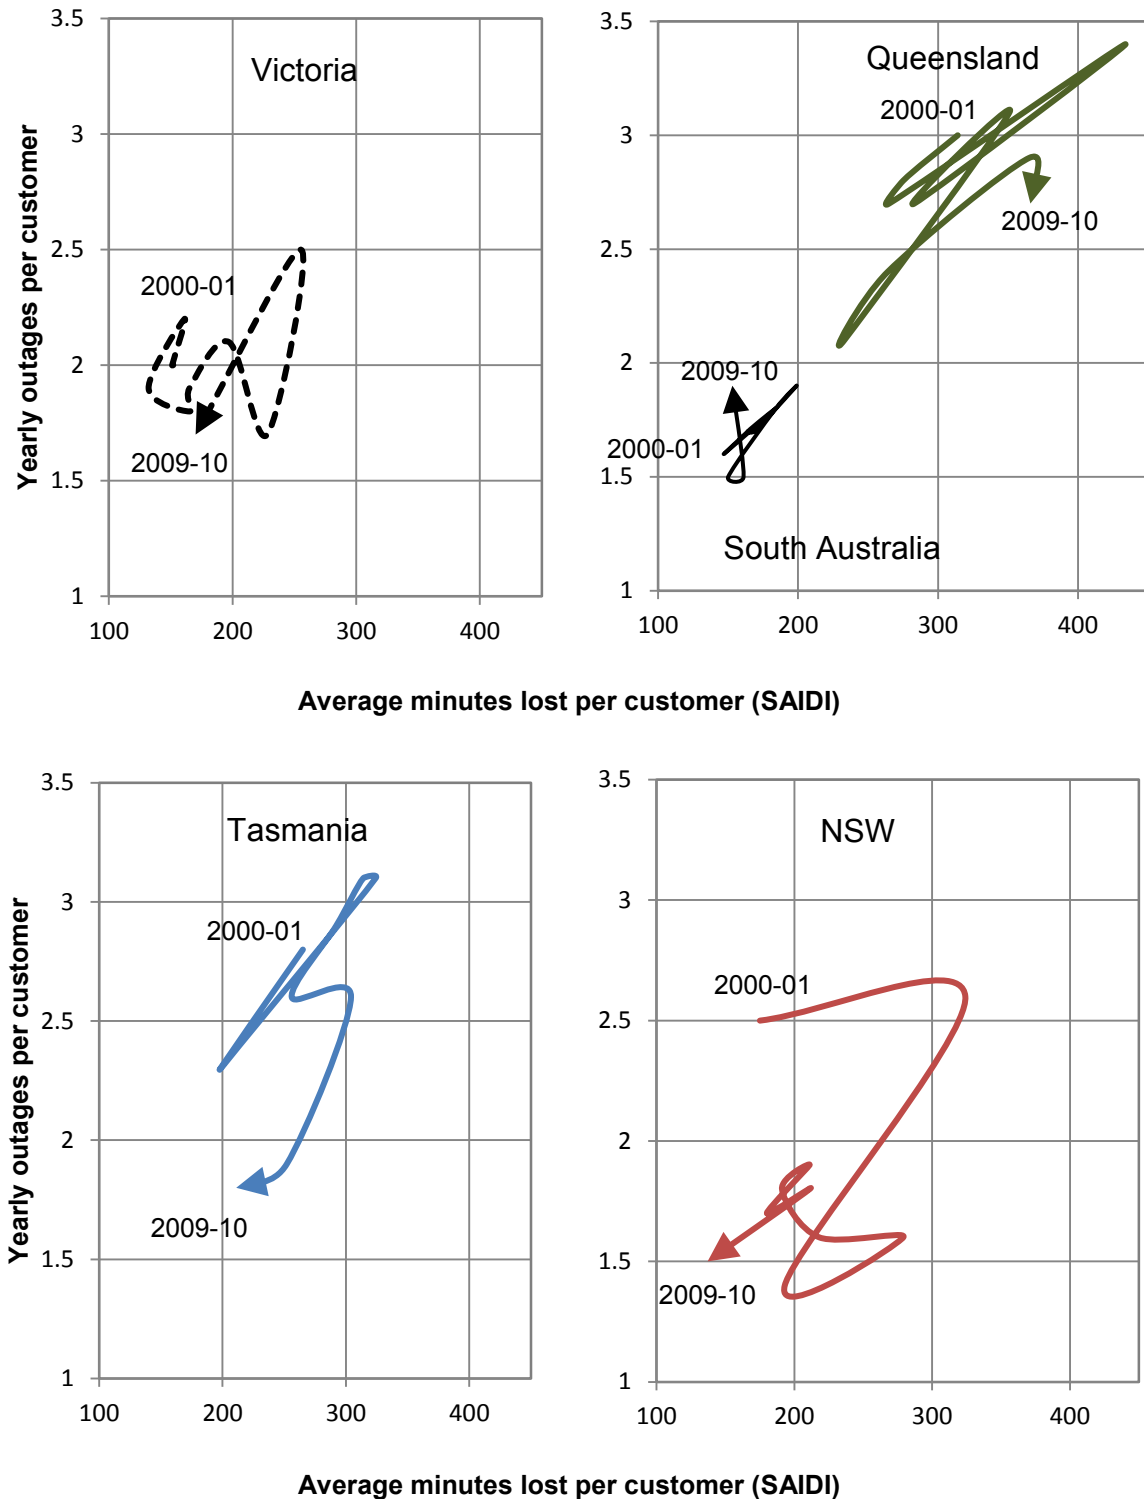 Victoria
Queensland
Yearly outages per customer
3.5
3
2.5
2
1.5
1
2000-01
2009-10
100 200 300 400
3.5
3
2.5
2
1.5
1
2000-01
2009-10
2009-10
2000-01
South Australia
100 200 300 400
Average minutes lost per customer (SAIDI)
Tasmania
NSW
Yearly outages per customer
3.5
3
2.5
2
1.5
1
2000-01
2009-10
100 200 300 400
3.5
3
2.5
2
1.5
1
2000-01
2009-10
100 200 300 400
Average minutes lost per customer (SAIDI)